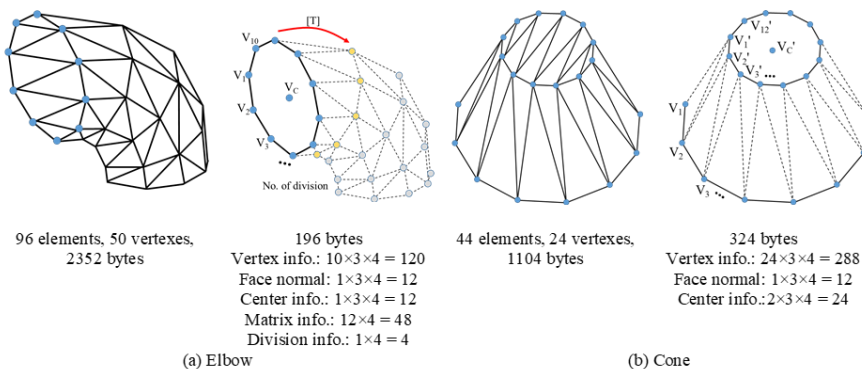 [T]
V10
V1
VC
V2
V3
...
No. of division
V12'
V1'
VC'
V2'
V3'...
V1
V2
V3 ...
96 elements, 50 vertexes,
2352 bytes
196 bytes
Vertex info.: 10×3×4 = 120
Face normal: 1×3×4 = 12
Center info.: 1×3×4 = 12
Matrix info.: 12×4 = 48
Division info.: 1×4 = 4
44 elements, 24 vertexes,
1104 bytes
324 bytes
Vertex info.: 24×3×4 = 288
Face normal: 1×3×4 = 12
Center info.:2×3×4 = 24
(a) Elbow
(b) Cone